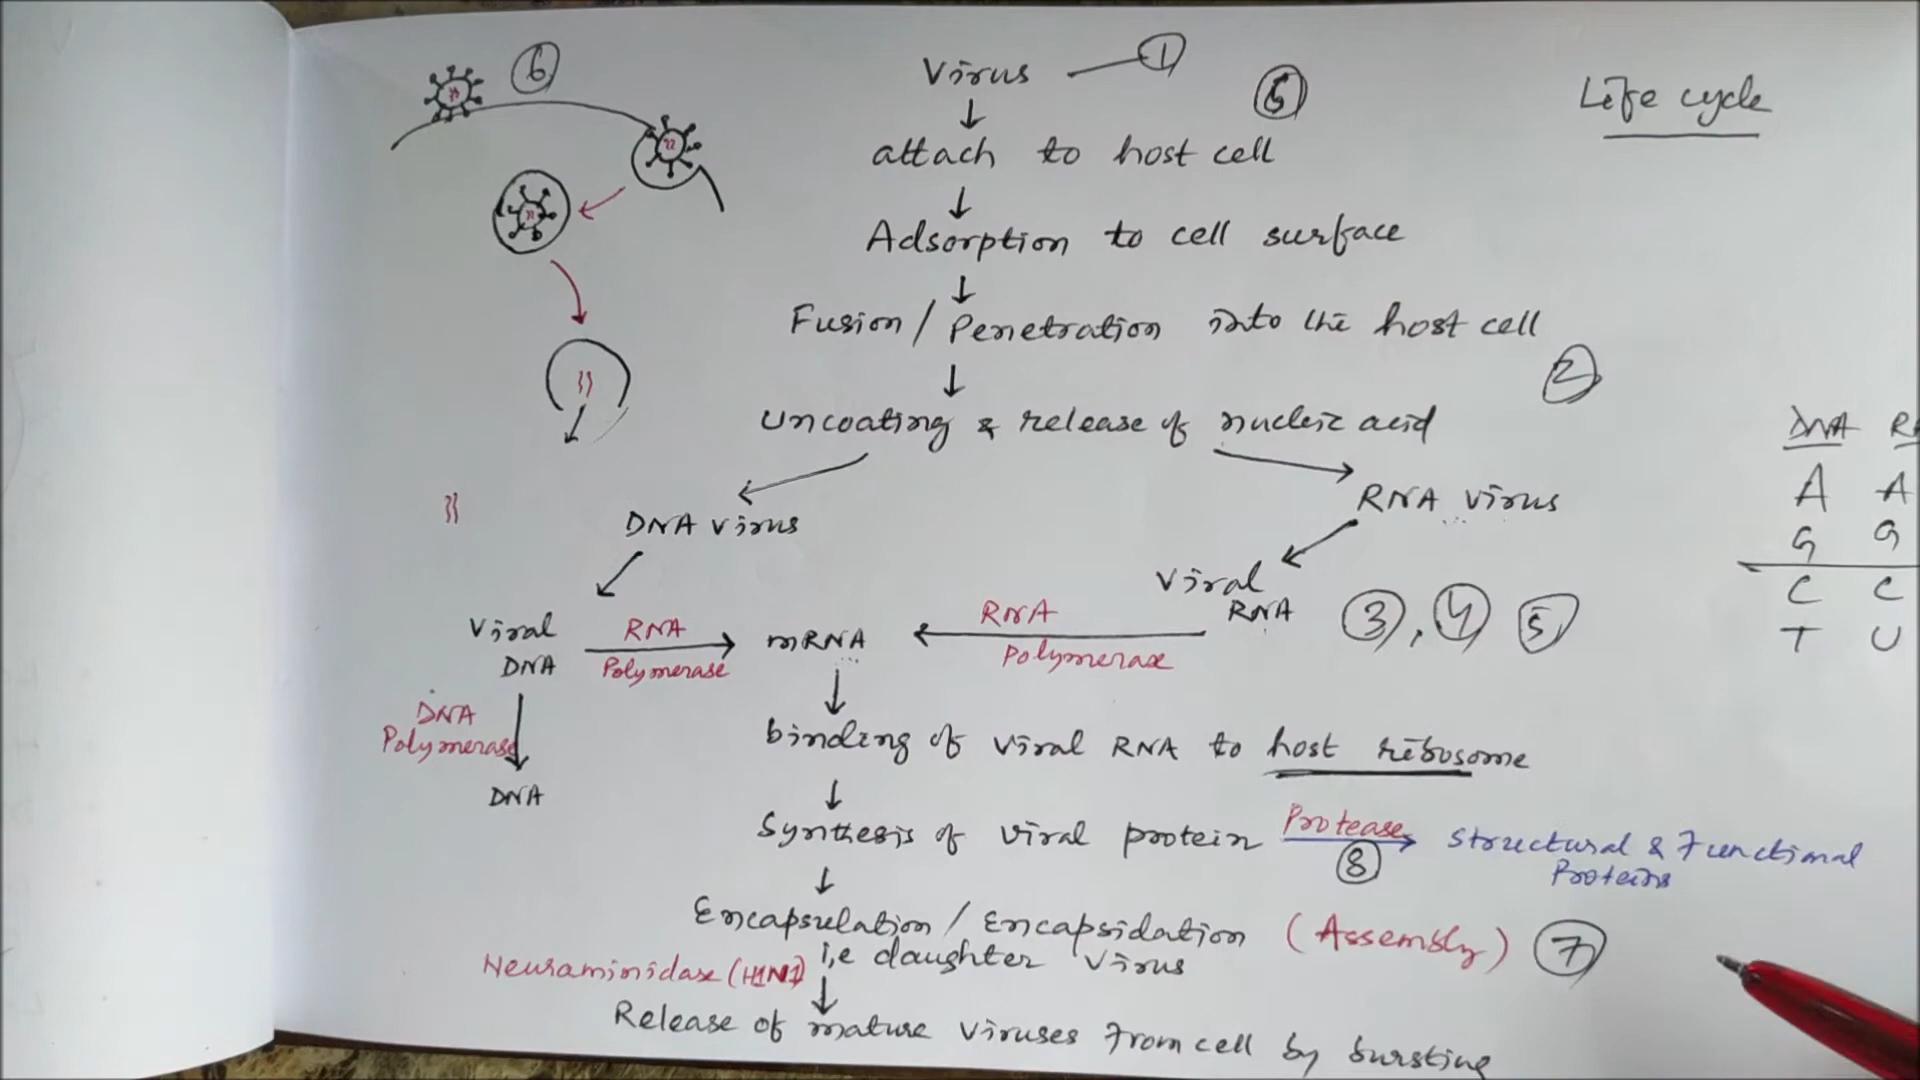 6
Virus 1
6
Life cycle
attach to host cell
Adsorption to cell surface
Fusion / Penetration into the host cell
2
Uncoating & release of nucleic acid
DNA virus
RNA virus
Viral
DNA
RNA
Polymerase
mRNA
RNA
Polymerase
Viral
RNA
3, 4 5
DNA
Polymerase
DNA
binding of viral RNA to host ribosome
Synthesis of viral protein Protease Structural & Functional
8 Proteins
Encapsulation / Encapsidation (Assembly) 7
i,e daughter virus
Neuraminidase (H1N1)
Release of mature viruses from cell by bursting
DNA
A A
G G
C C
T U